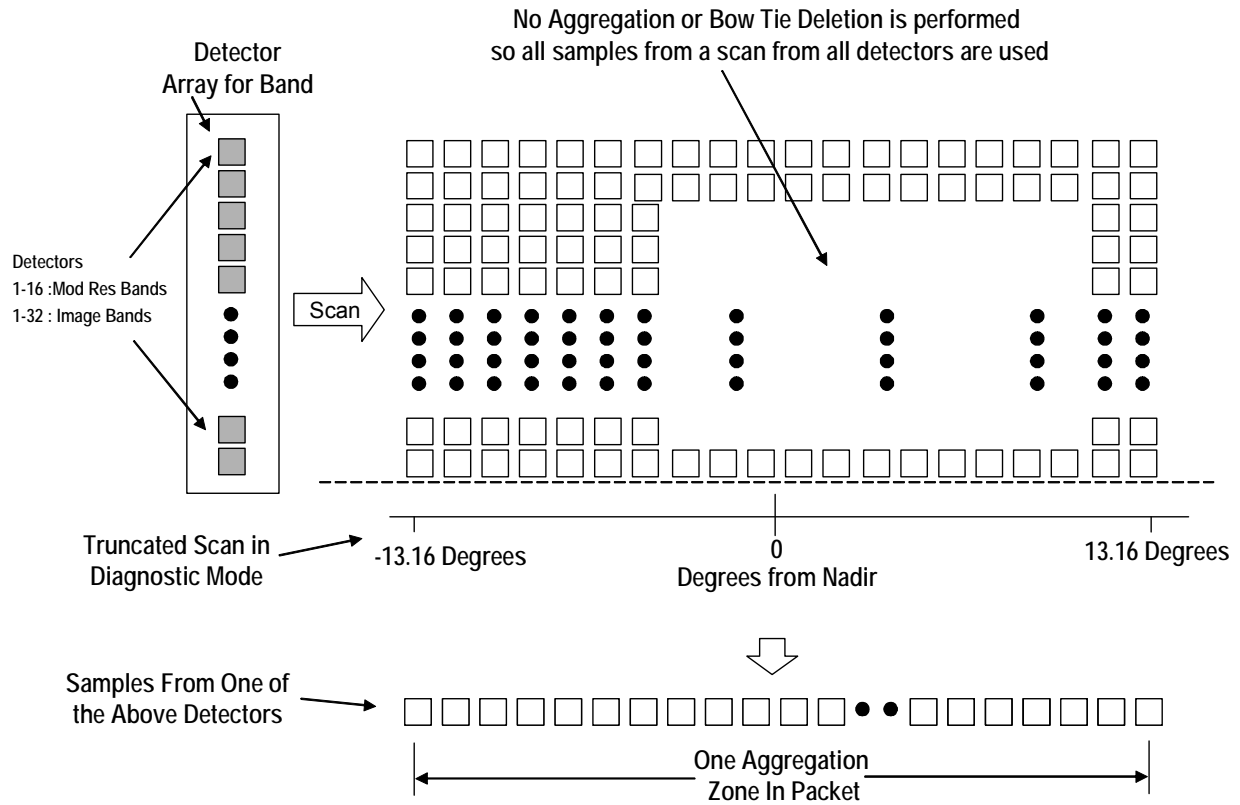 No Aggregation or Bow Tie Deletion is performed
so all samples from a scan from all detectors are used
Detector
Array for Band
Detectors
1-16 :Mod Res Bands
1-32 : Image Bands
Scan
Truncated Scan in
Diagnostic Mode
-13.16 Degrees
0
Degrees from Nadir
13.16 Degrees
Samples From One of
the Above Detectors
One Aggregation
Zone In Packet